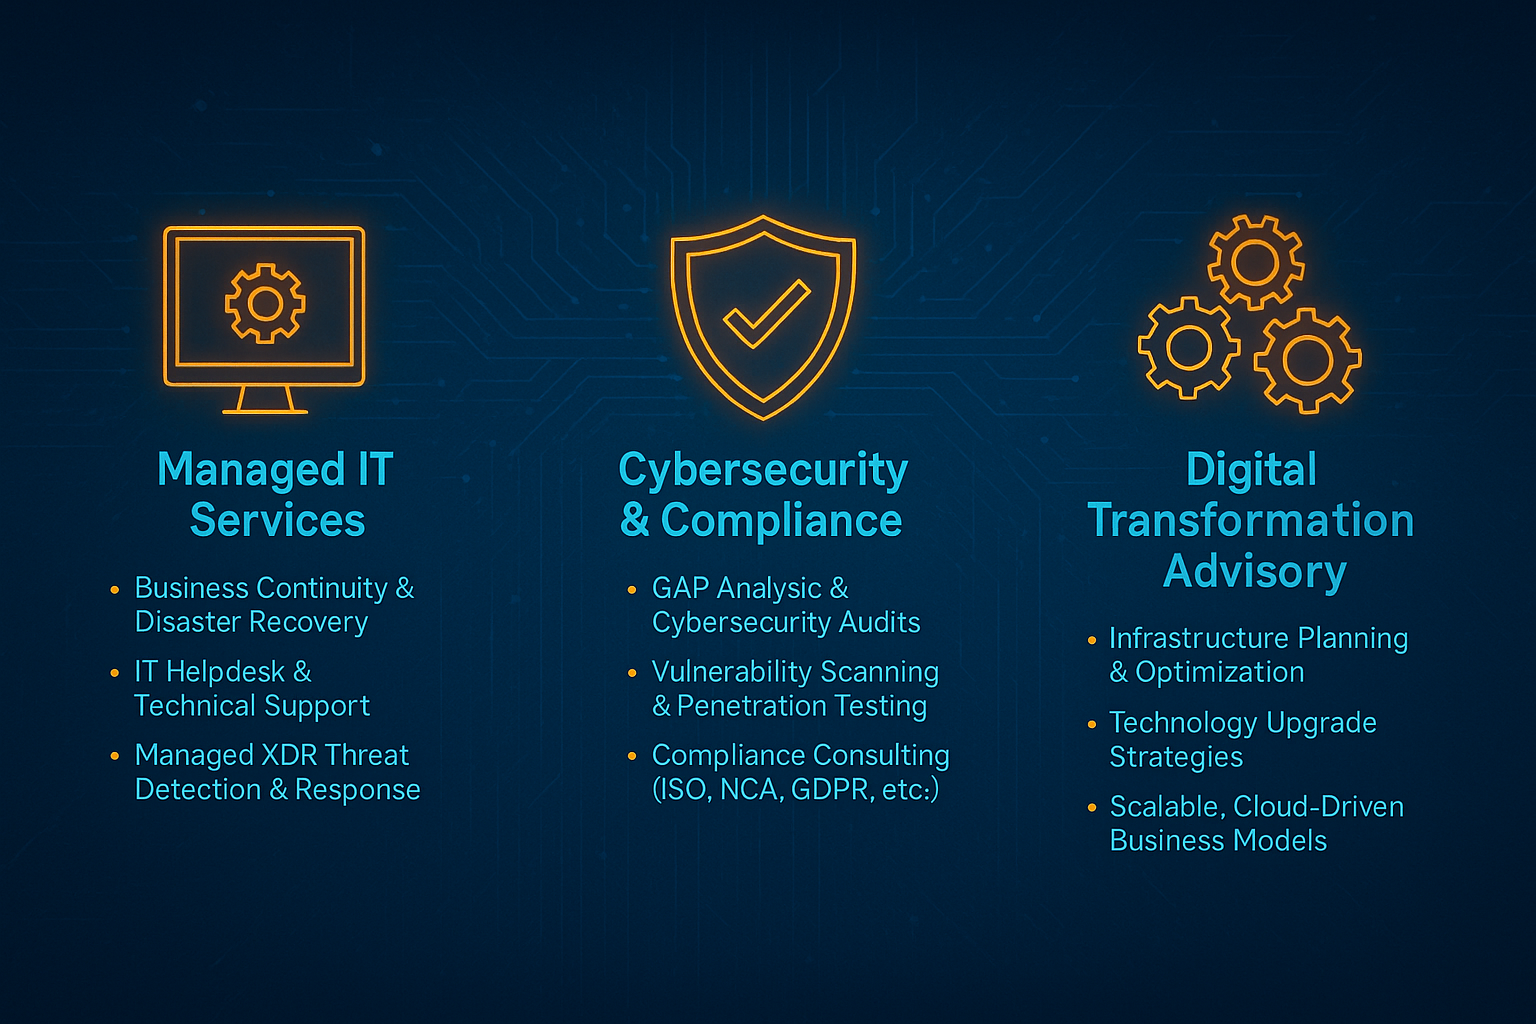 Managed IT
Services
• Business Continuity &
Disaster Recovery
• IT Helpdesk &
Technical Support
• Managed XDR Threat
Detection & Response
Cybersecurity
& Compliance
• GAP Analysic &
Cybersecurity Audits
• Vulnerability Scanning
& Penetration Testing
• Compliance Consulting
(ISO, NCA, GDPR, etc:)
Digital
Transformation
Advisory
• Infrastructure Planning
& Optimization
• Technology Upgrade
Strategies
• Scalable, Cloud-Driven
Business Models